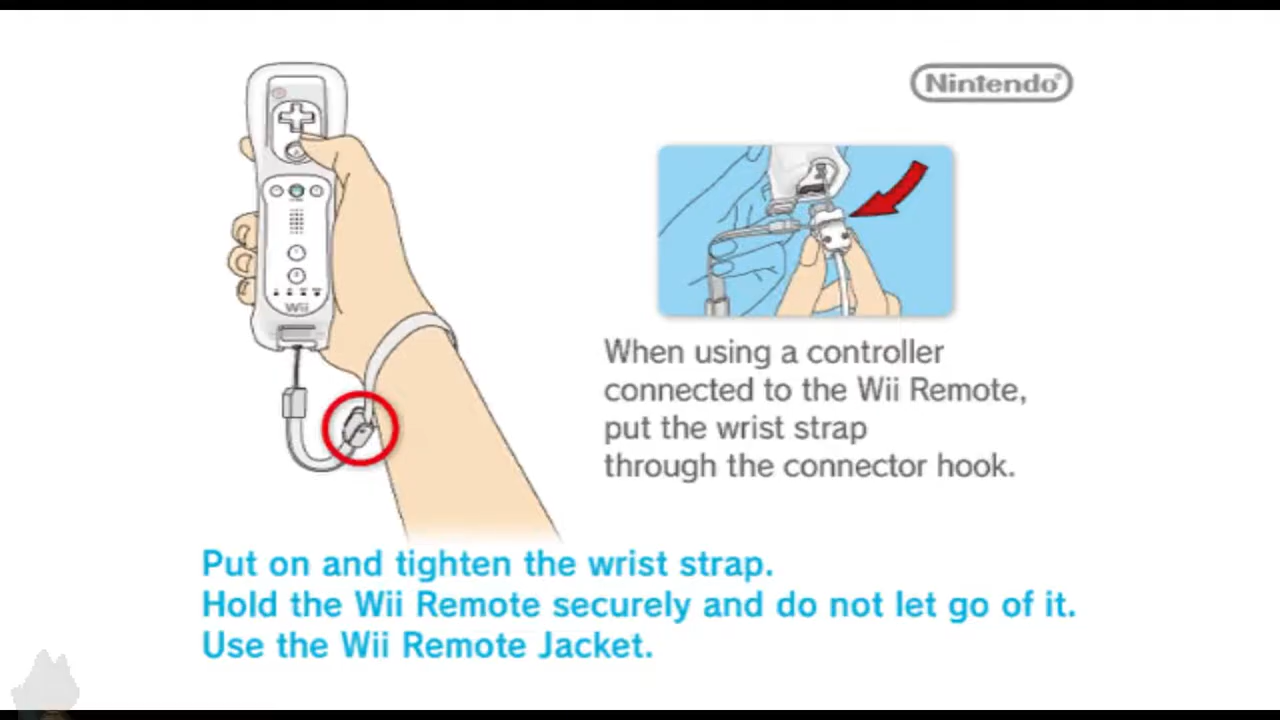 Nintendo®
Wii
When using a controller
connected to the Wii Remote,
put the wrist strap
through the connector hook.
Put on and tighten the wrist strap.
Hold the Wii Remote securely and do not let go of it.
Use the Wii Remote Jacket.